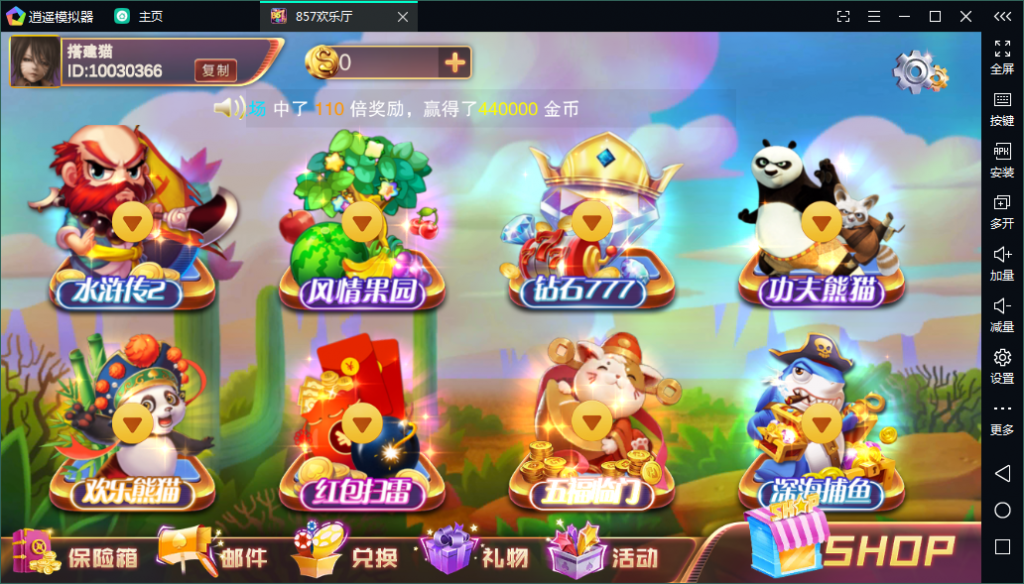 逍遥模拟器 主页 857欢乐厅
搭建猫
ID:10030366 复制
0
场 中了 110 倍奖励，赢得了440000 金币
水浒传2 风情果园 钻石777 功夫熊猫
欢乐熊猫 红包扫雷 五福临门 深海捕鱼
保险箱 邮件 兑换 礼物 活动 SHOP SHOP
全屏
按键
APK
安装
多开
加量
减量
设置
更多